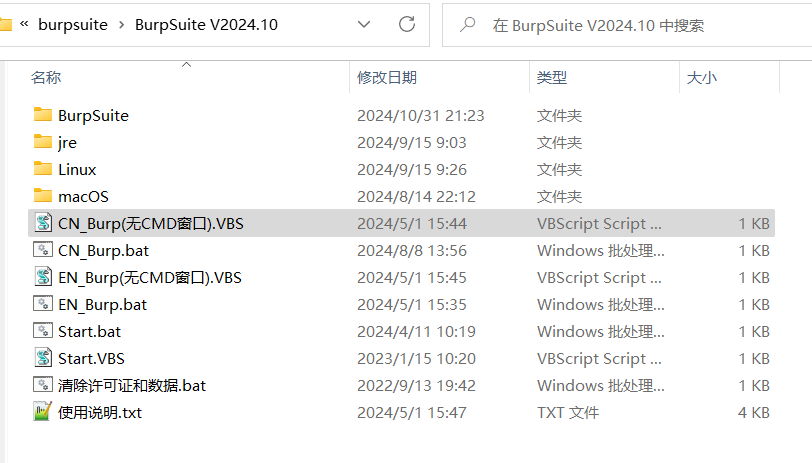 « burpsuite › BurpSuite V2024.10 在 BurpSuite V2024.10 中搜索
名称 修改日期 类型 大小
BurpSuite 2024/10/31 21:23 文件夹
jre 2024/9/15 9:03 文件夹
Linux 2024/9/15 9:26 文件夹
macOS 2024/8/14 22:12 文件夹
CN_Burp(无CMD窗口).VBS 2024/5/1 15:44 VBScript Script ... 1 KB
CN_Burp.bat 2024/8/8 13:56 Windows 批处理... 1 KB
EN_Burp(无CMD窗口).VBS 2024/5/1 15:45 VBScript Script ... 1 KB
EN_Burp.bat 2024/5/1 15:35 Windows 批处理... 1 KB
Start.bat 2024/4/11 10:19 Windows 批处理... 1 KB
Start.VBS 2023/1/15 10:20 VBScript Script ... 1 KB
清除许可证和数据.bat 2022/9/13 19:42 Windows 批处理... 1 KB
使用说明.txt 2024/5/1 15:47 TXT 文件 4 KB